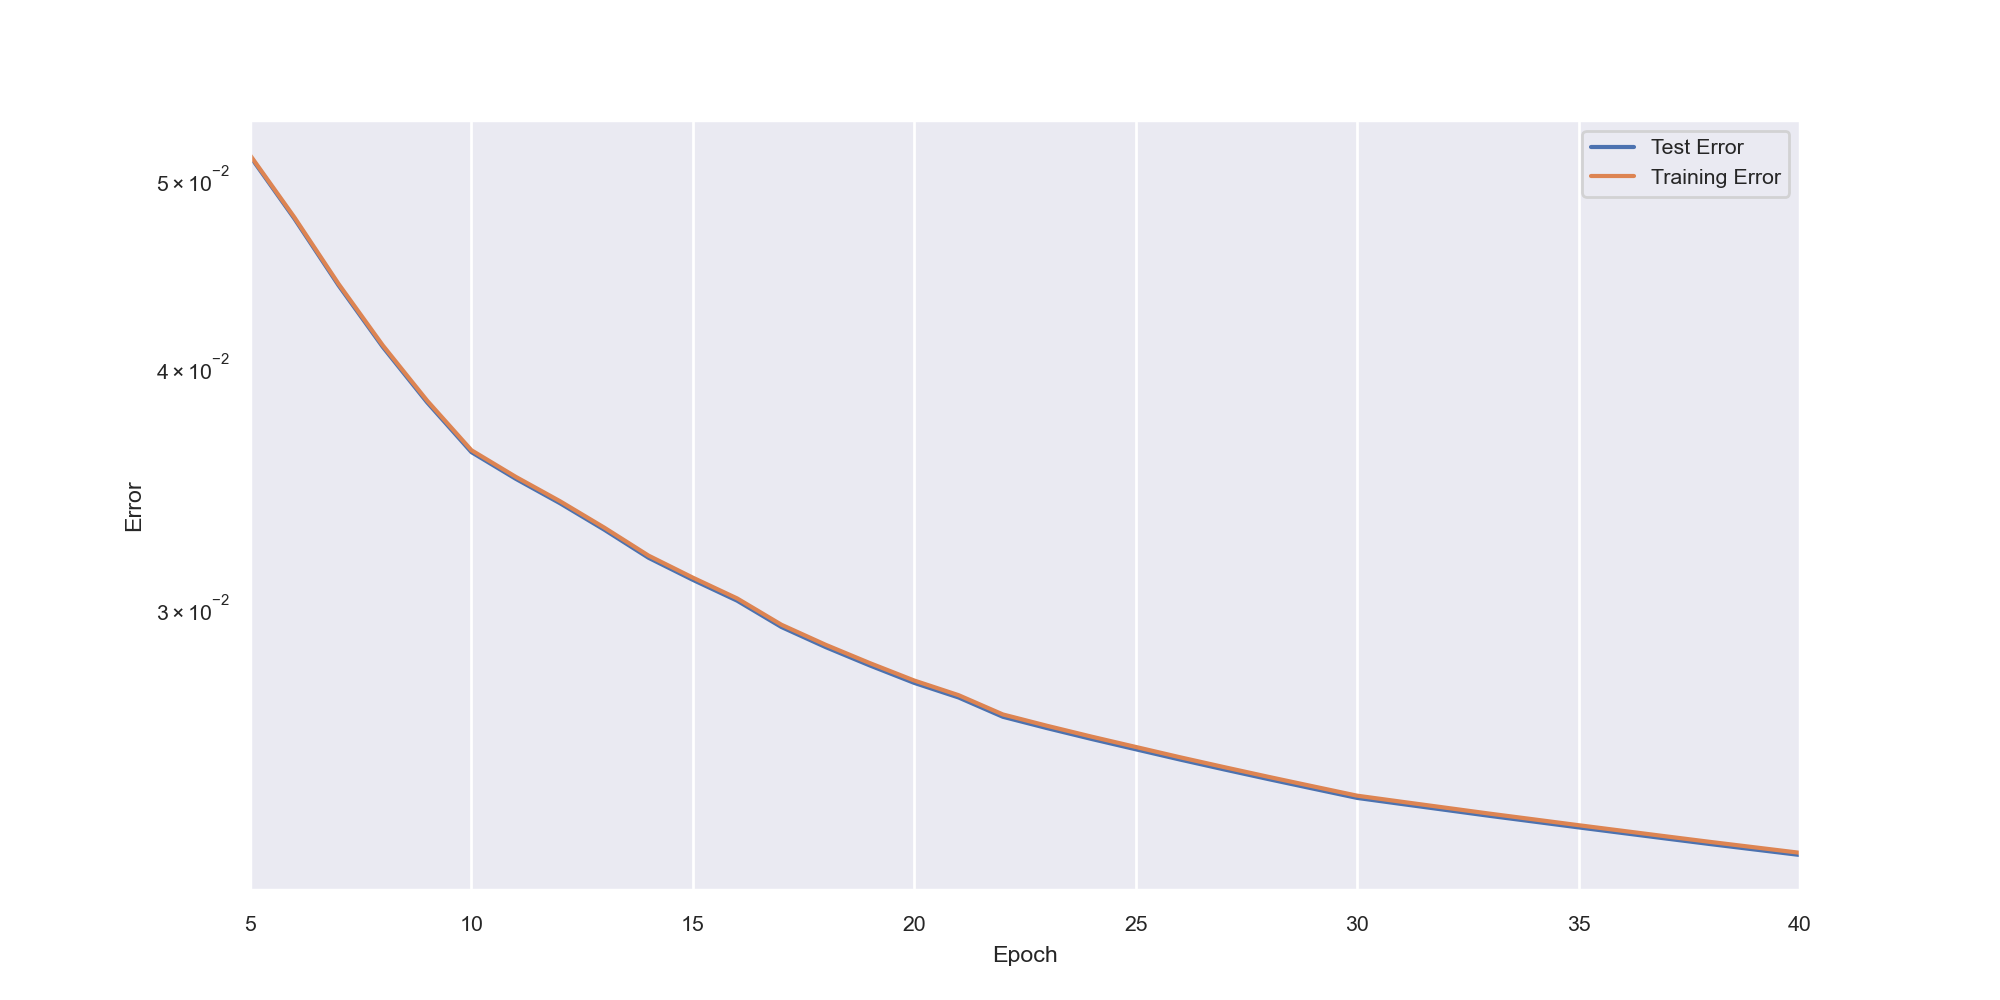 Test Error
Training Error
5 × 10⁻²
4 × 10⁻²
3 × 10⁻²
Error
5 10 15 20 25 30 35 40
Epoch